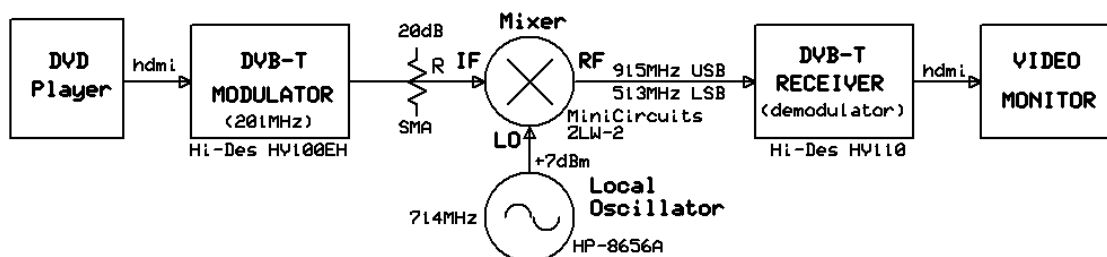 DVD
Player
hdmi
DVB-T
MODULATOR
(201MHz)
Hi-Des HV100EH
20dB
R
SMA
Mixer
IF
RF
LO
915MHz USB
513MHz LSB
MiniCircuits
ZLW-2
+7dBm
714MHz
Local
Oscillator
HP-8656A
DVB-T
RECEIVER
(demodulator)
Hi-Des HV110
hdmi
VIDEO
MONITOR